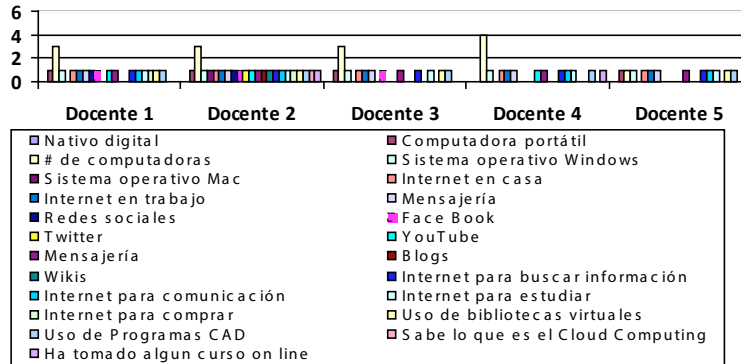 6
4
2
0
Docente 1 Docente 2 Docente 3 Docente 4 Docente 5
Nativo digital Computadora portátil
# de computadoras Sistema operativo Windows
Sistema operativo Mac Internet en casa
Internet en trabajo Mensajería
Redes sociales Face Book
Twitter YouTube
Mensajería Blogs
Wikis Internet para buscar información
Internet para comunicación Internet para estudiar
Internet para comprar Uso de bibliotecas virtuales
Uso de Programas CAD Sabe lo que es el Cloud Computing
Ha tomado algun curso on line